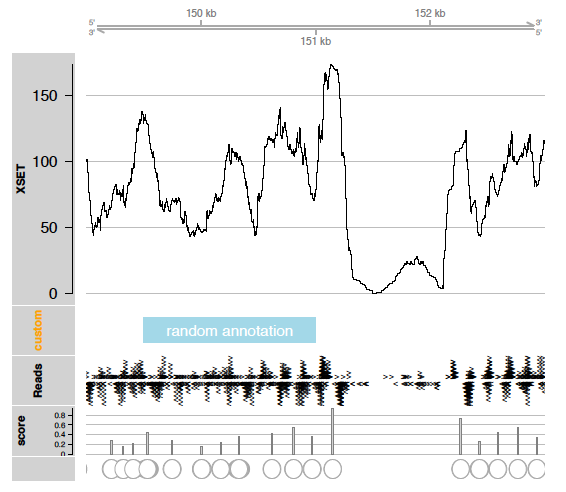 150 kb
152 kb
5'
3'
3'
5'
151 kb
XSET
150
100
50
0
custom
random annotation
Reads
score
0.8
0.6
0.4
0.2
0